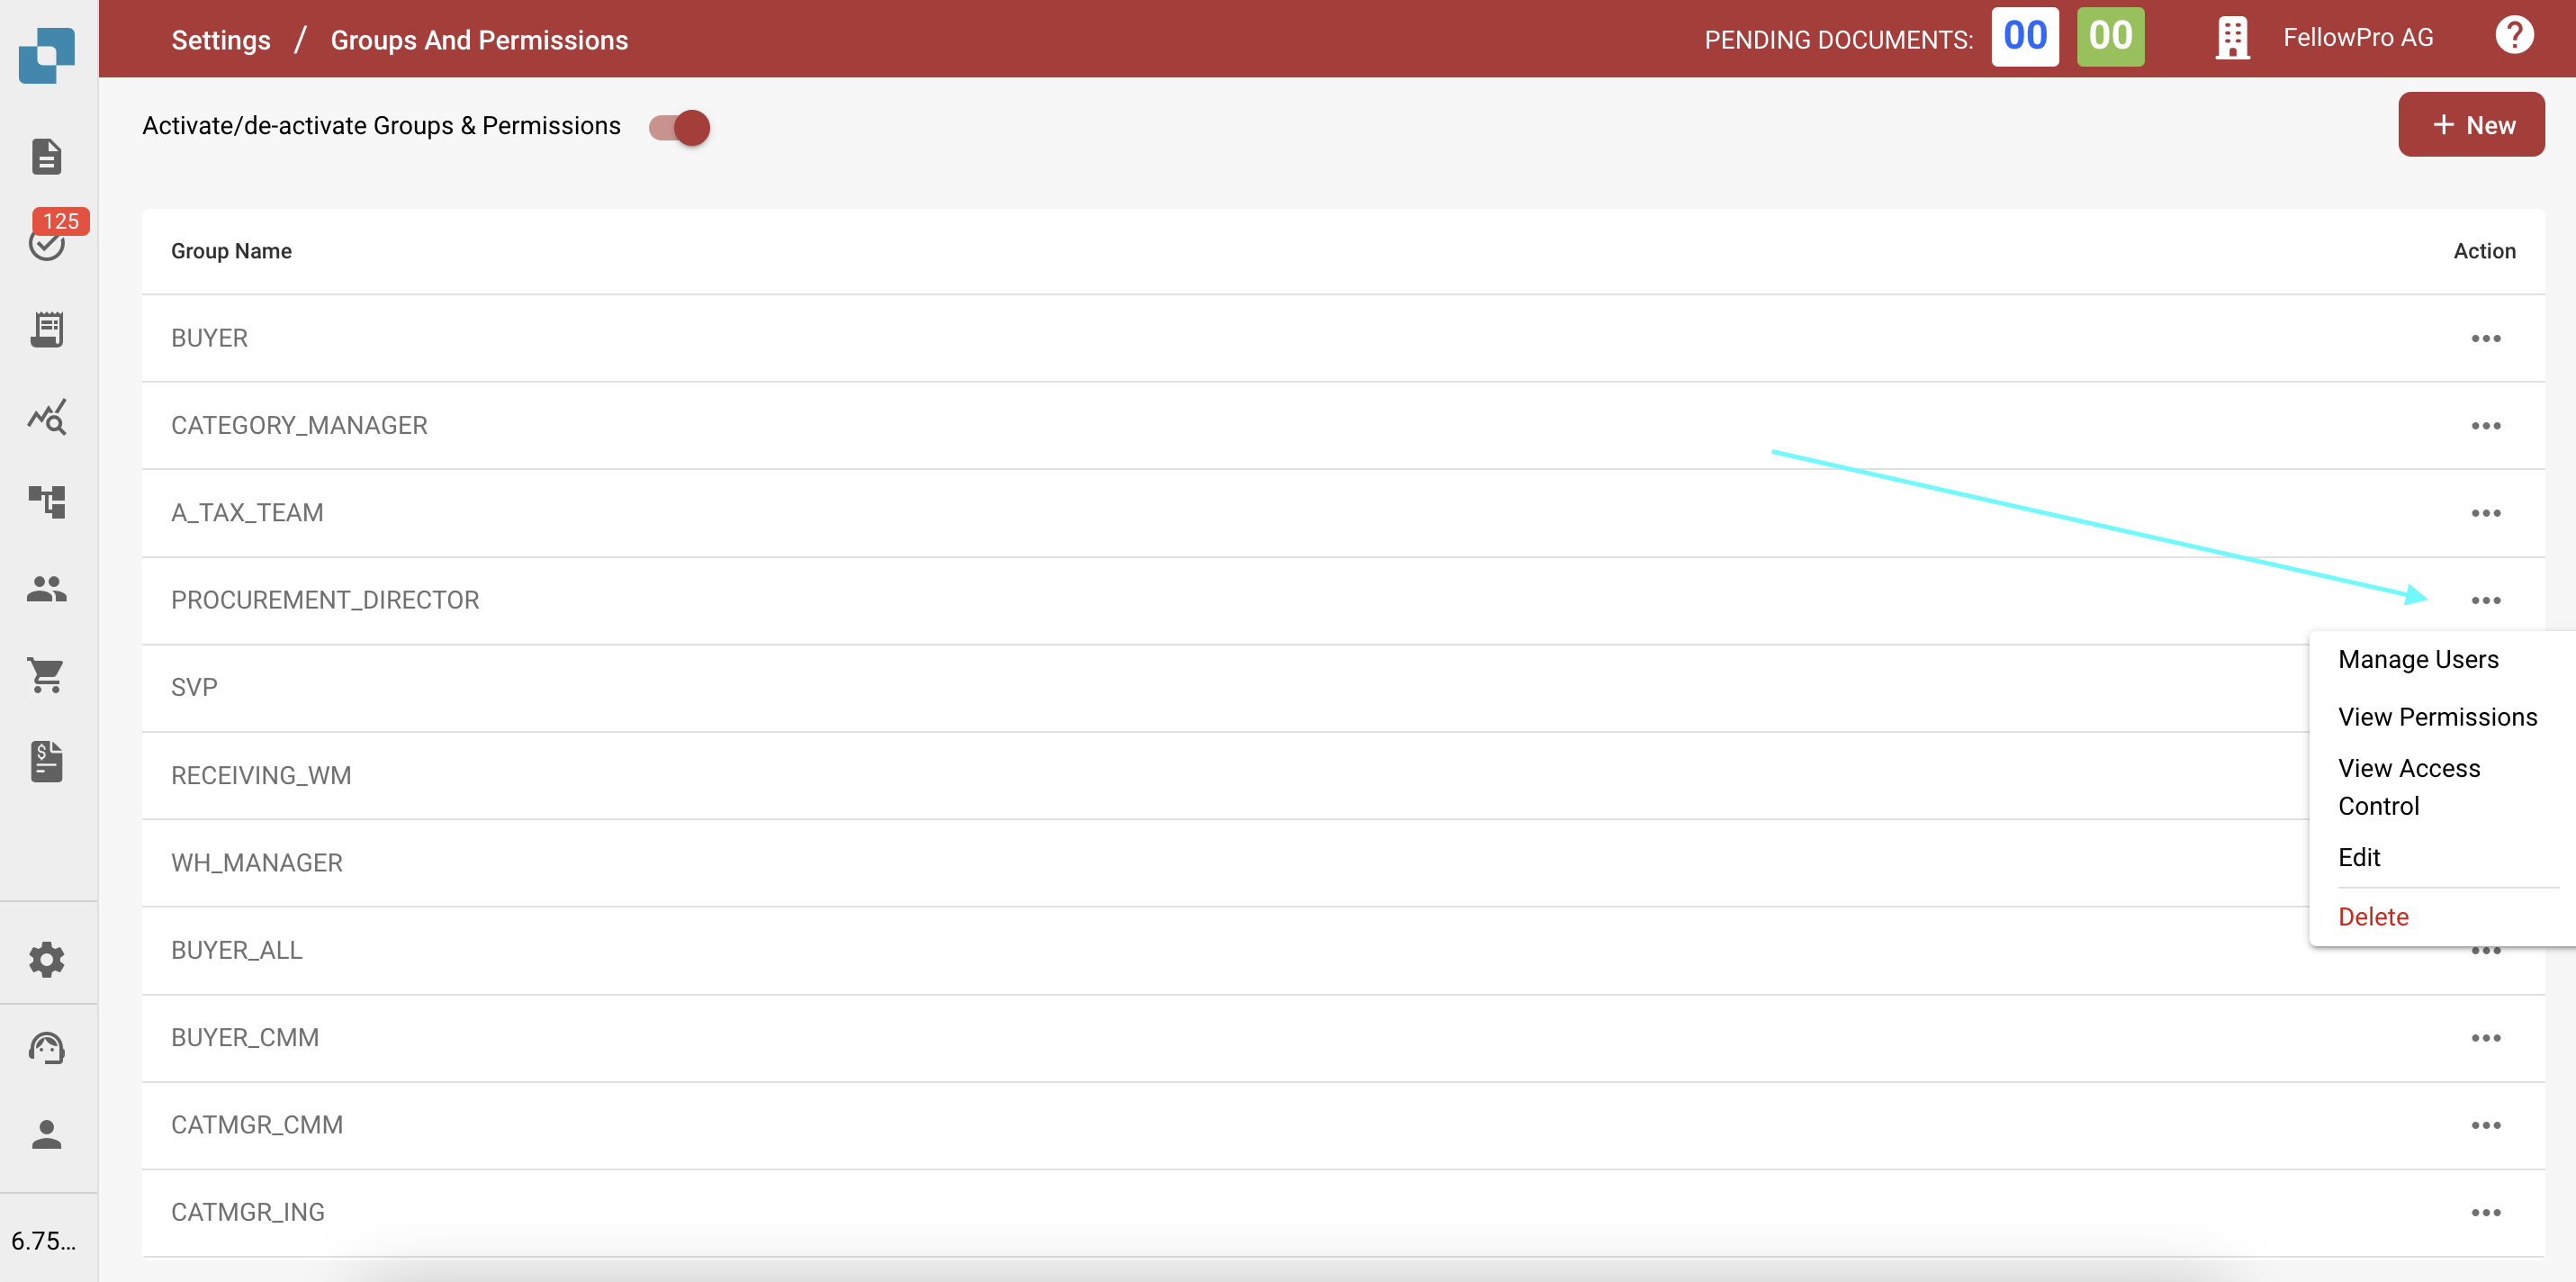 Settings / Groups And Permissions
PENDING DOCUMENTS: 00 00 FellowPro AG ?
Activate/de-activate Groups & Permissions
+ New
125
Group Name Action
BUYER
CATEGORY_MANAGER
A_TAX_TEAM
PROCUREMENT_DIRECTOR
SVP
RECEIVING_WM
WH_MANAGER
BUYER_ALL
BUYER_CMM
CATMGR_CMM
CATMGR_ING
Manage Users
View Permissions
View Access
Control
Edit
Delete
6.75...